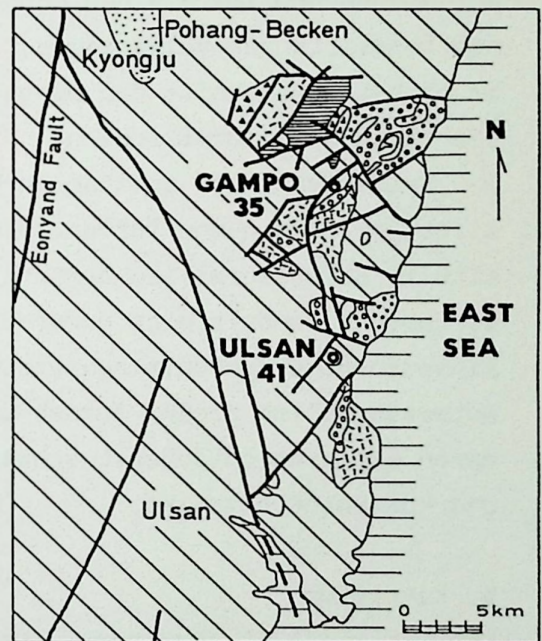 Pohang-Becken
Kyongju
Eonyand Fault
N
GAMPO
35
EAST
SEA
ULSAN
41
Ulsan
0 5km